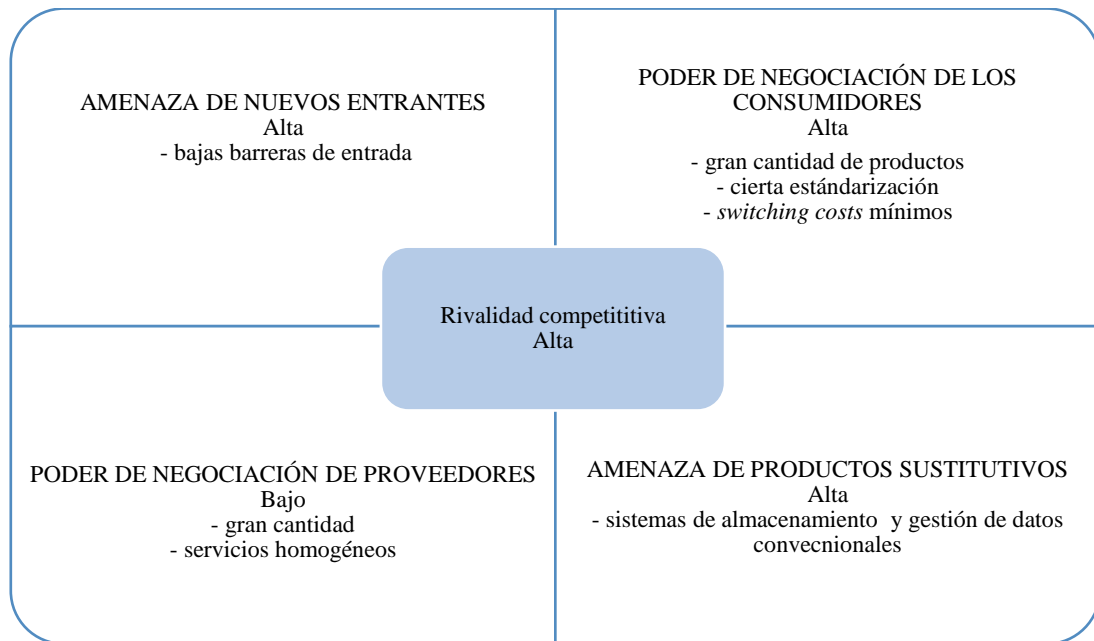 AMENAZA DE NUEVOS ENTRANTES
Alta
- bajas barreras de entrada
PODER DE NEGOCIACIÓN DE LOS
CONSUMIDORES
Alta
- gran cantidad de productos
- cierta estándarización
- switching costs mínimos
Rivalidad competititiva
Alta
PODER DE NEGOCIACIÓN DE PROVEEDORES
Bajo
- gran cantidad
- servicios homogéneos
AMENAZA DE PRODUCTOS SUSTITUTIVOS
Alta
- sistemas de almacenamiento y gestión de datos
convecnionales